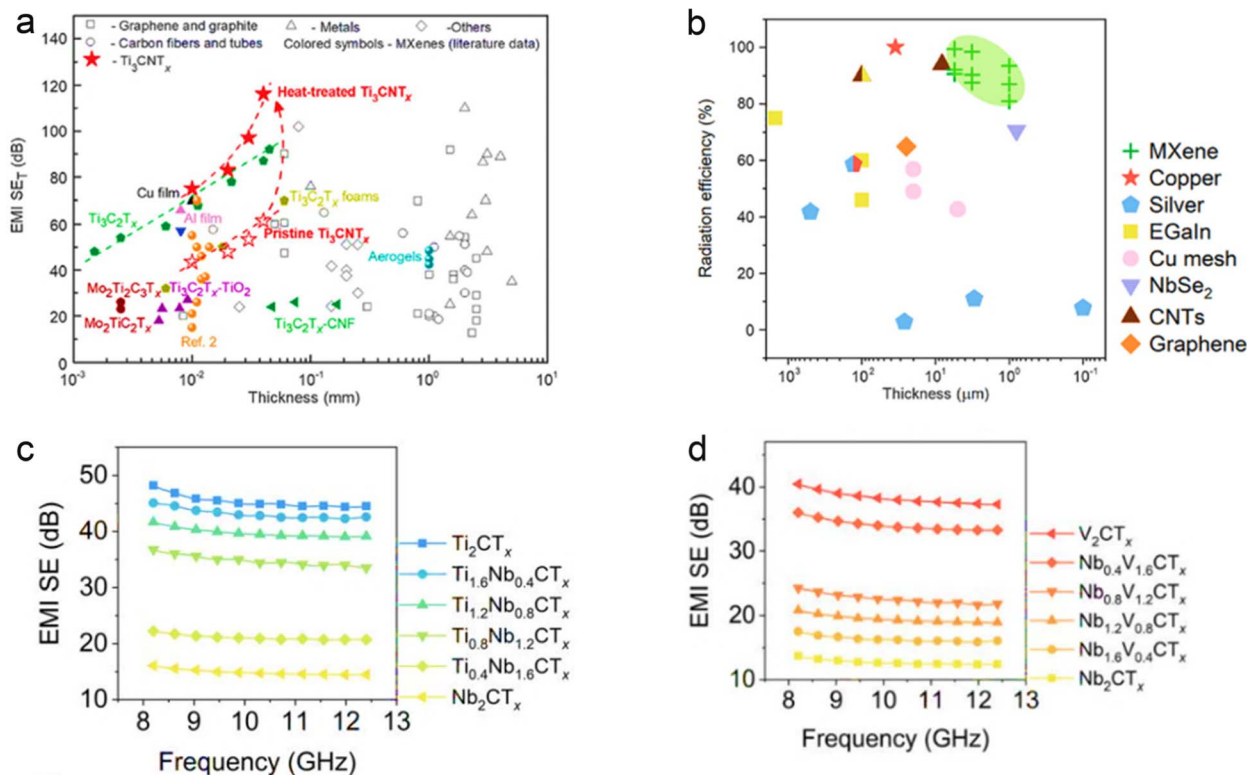 a
□ - Graphene and graphite △ - Metals ◇ -Others
○ - Carbon fibers and tubes Colored symbols - MXenes (literature data)
★ - Ti₃CNTₓ
EMI SE_T (dB)
140
120
100
80
60
40
20
0
Heat-treated Ti₃CNTₓ
Cu film
Ti₃C₂Tₓ
Al film
Ti₃C₂Tₓ foams
Pristine Ti₃CNTₓ
Aerogels
Mo₂Ti₂C₃Tₓ
Ti₃C₂Tₓ-TiO₂
Mo₂TiC₂Tₓ
Ti₃C₂Tₓ-CNF
Ref. 2
10⁻³ 10⁻² 10⁻¹ 10⁰ 10¹
Thickness (mm)
b
Radiation efficiency (%)
100
80
60
40
20
0
10³ 10² 10¹ 10⁰ 10⁻¹
Thickness (μm)
MXene
Copper
Silver
EGaIn
Cu mesh
NbSe₂
CNTs
Graphene
c
EMI SE (dB)
50
40
30
20
10
8 9 10 11 12 13
Frequency (GHz)
Ti₂CTₓ
Ti₁.₆Nb₀.₄CTₓ
Ti₁.₂Nb₀.₈CTₓ
Ti₀.₈Nb₁.₂CTₓ
Ti₀.₄Nb₁.₆CTₓ
Nb₂CTₓ
d
EMI SE (dB)
40
30
20
10
8 9 10 11 12 13
Frequency (GHz)
V₂CTₓ
Nb₀.₄V₁.₆CTₓ
Nb₀.₈V₁.₂CTₓ
Nb₁.₂V₀.₈CTₓ
Nb₁.₆V₀.₄CTₓ
Nb₂CTₓ